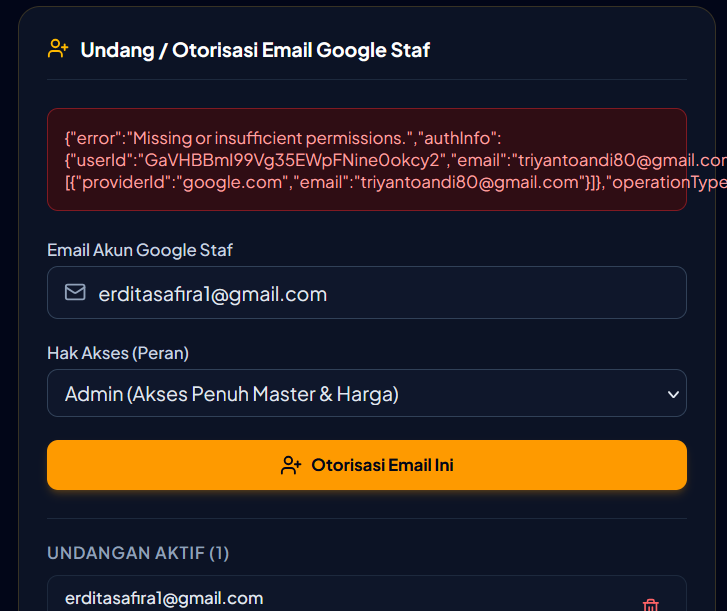 Undang / Otorisasi Email Google Staf
{"error":"Missing or insufficient permissions.","authInfo":
{"userId":"GaVHBBmI99Vg35EWpFNine0okcy2","email":"triyantoandi80@gmail.com
[{"providerId":"google.com","email":"triyantoandi80@gmail.com"}]},"operationType
Email Akun Google Staf
erditasafira1@gmail.com
Hak Akses (Peran)
Admin (Akses Penuh Master & Harga)
Otorisasi Email Ini
UNDANGAN AKTIF (1)
erditasafira1@gmail.com